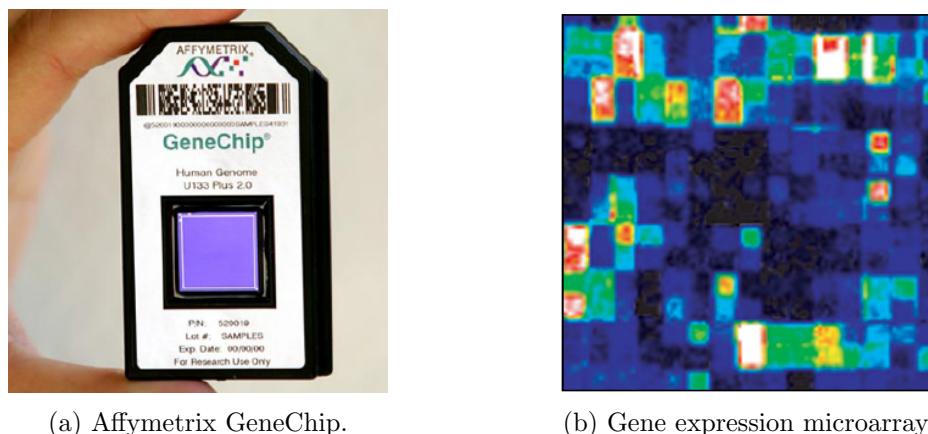 AFFYMETRIX
GeneChip®
Human Genome
U133 Plus 2.0
P/N: 520019
Lot #: SAMPLES
Exp. Date: 00/00/00
For Research Use Only
(a) Affymetrix GeneChip.
(b) Gene expression microarray